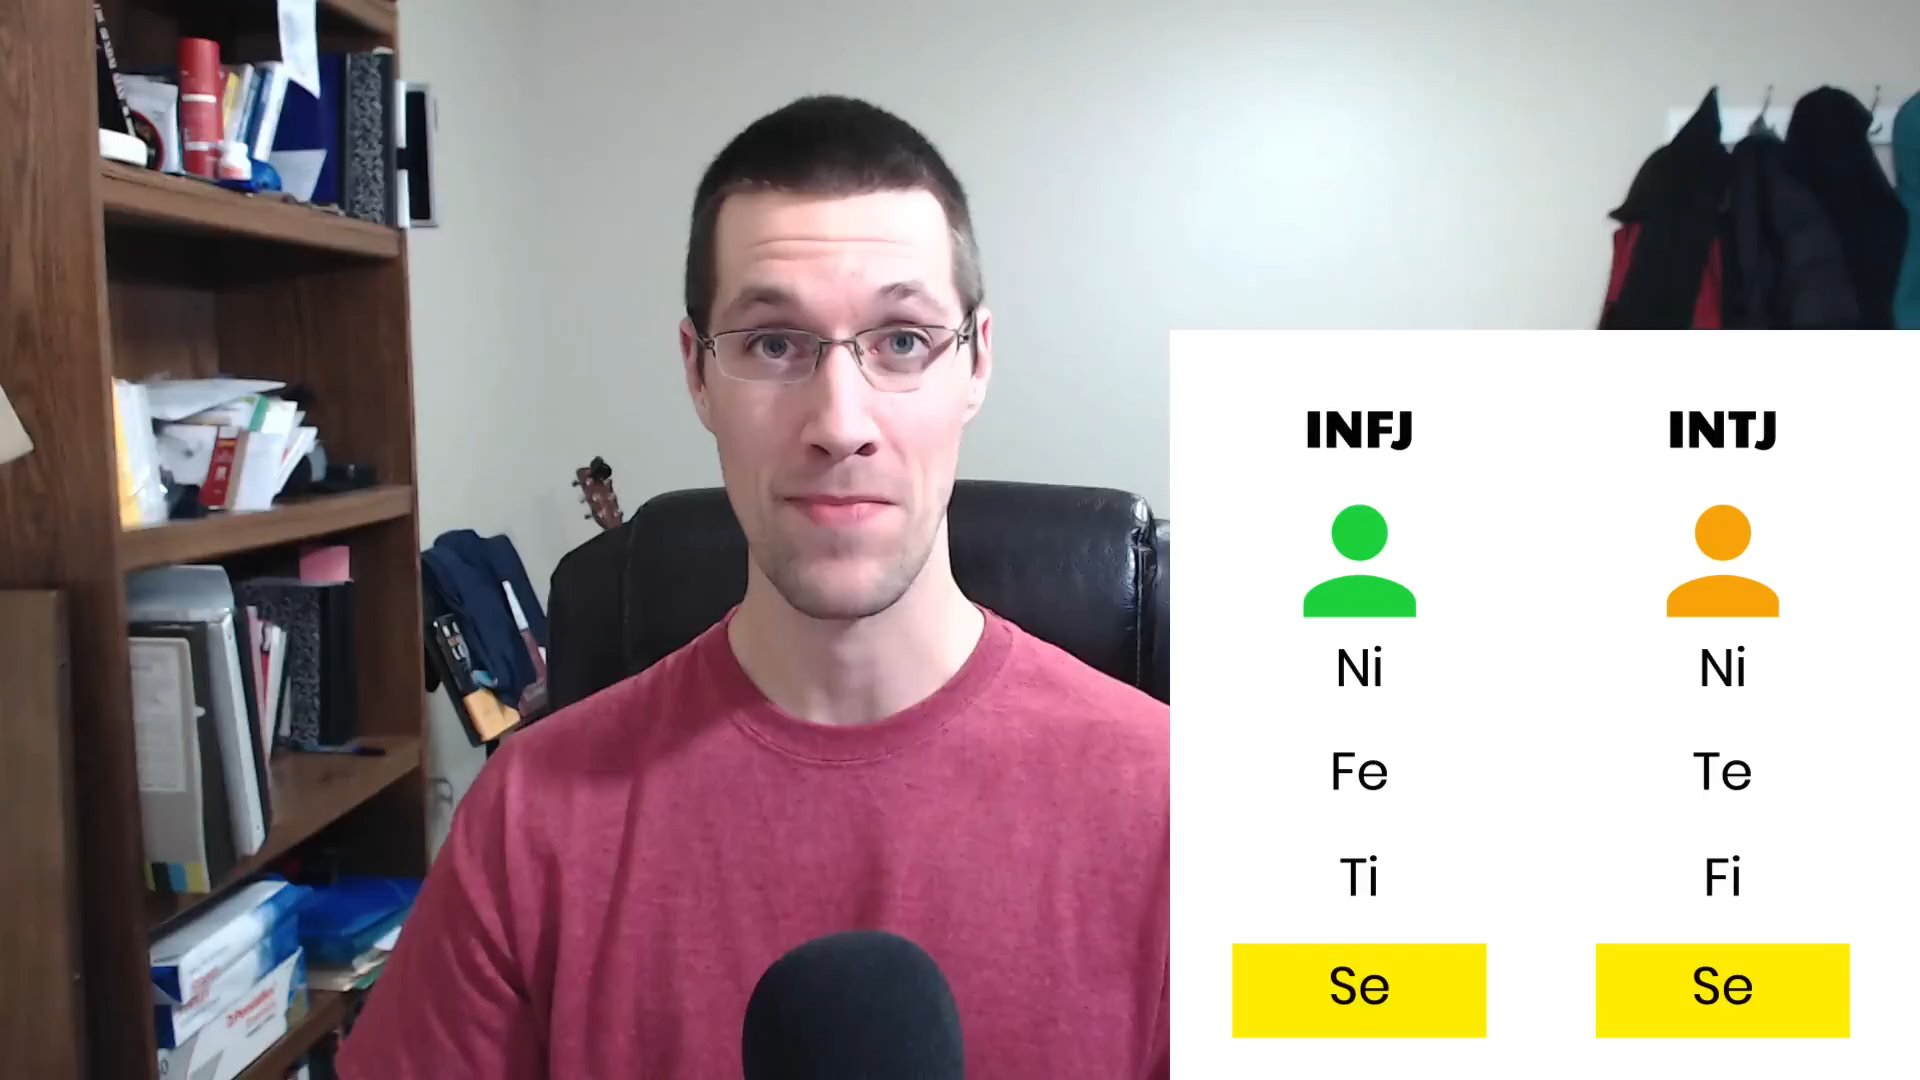 INFJ INTJ
Ni Ni
Fe Te
Ti Fi
Se Se